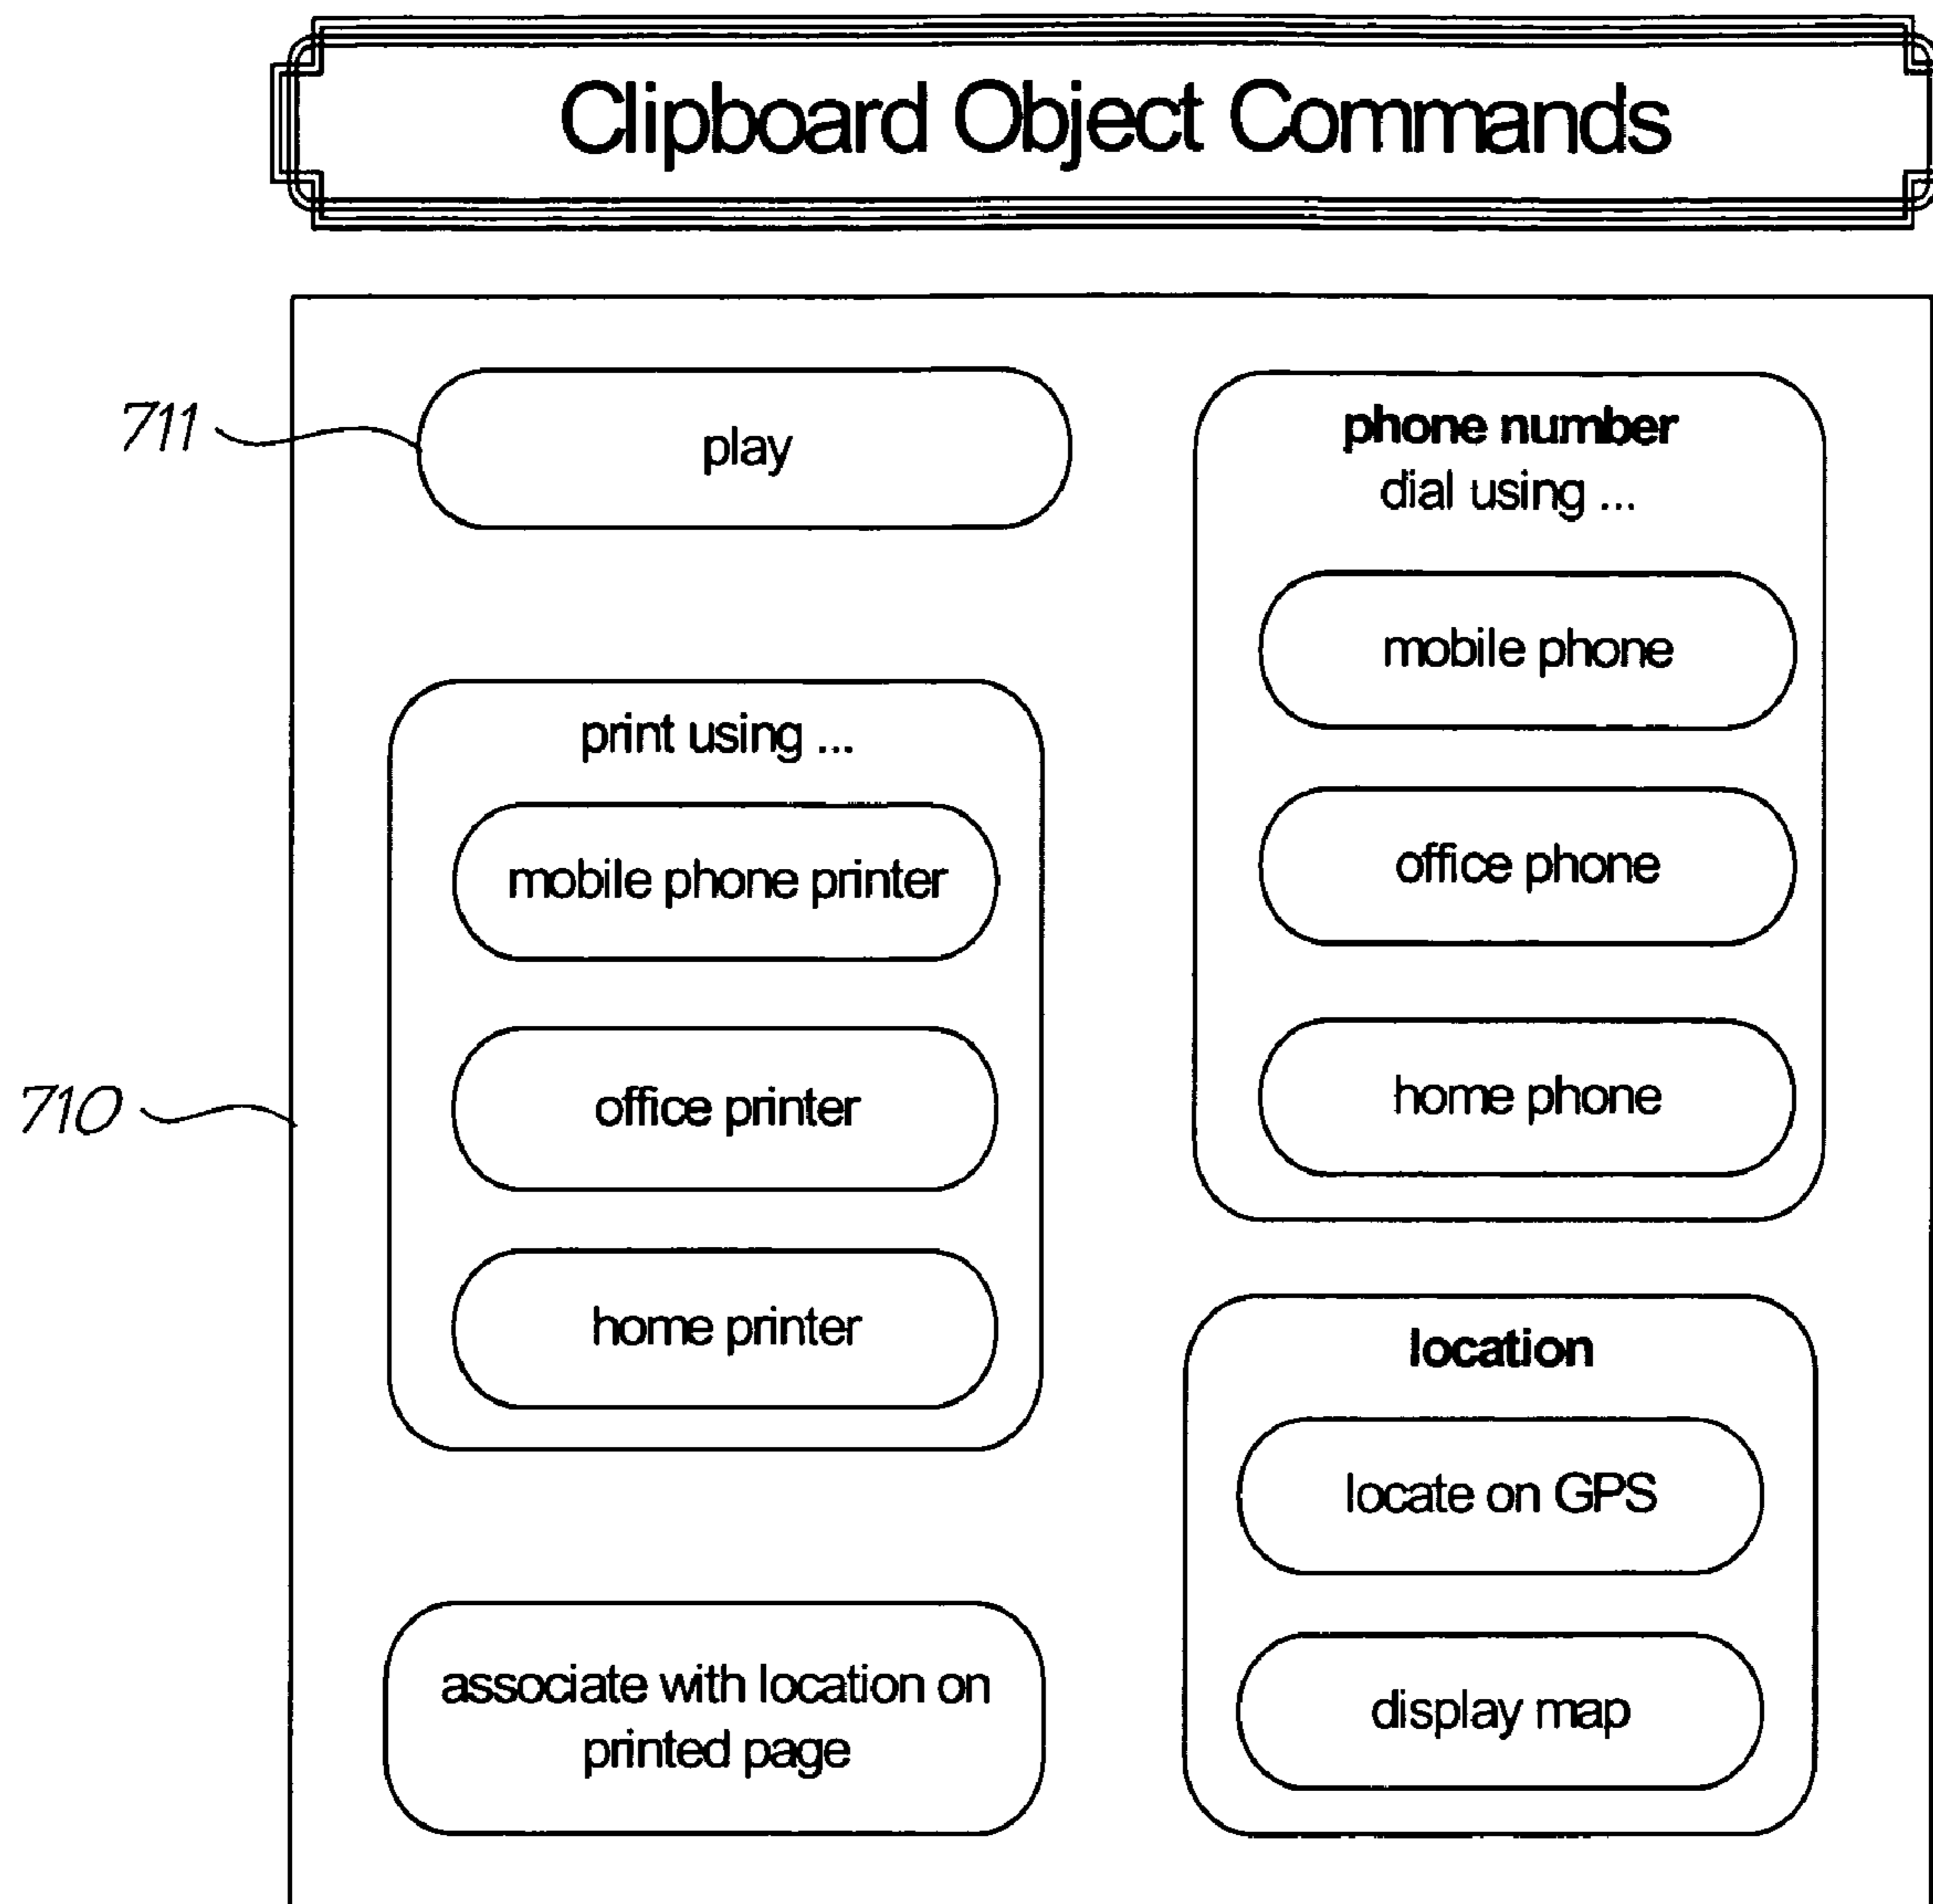 Clipboard Object Commands
711
play
print using ...
mobile phone printer
office printer
home printer
710
associate with location on
printed page
phone number
dial using ...
mobile phone
office phone
home phone
location
locate on GPS
display map